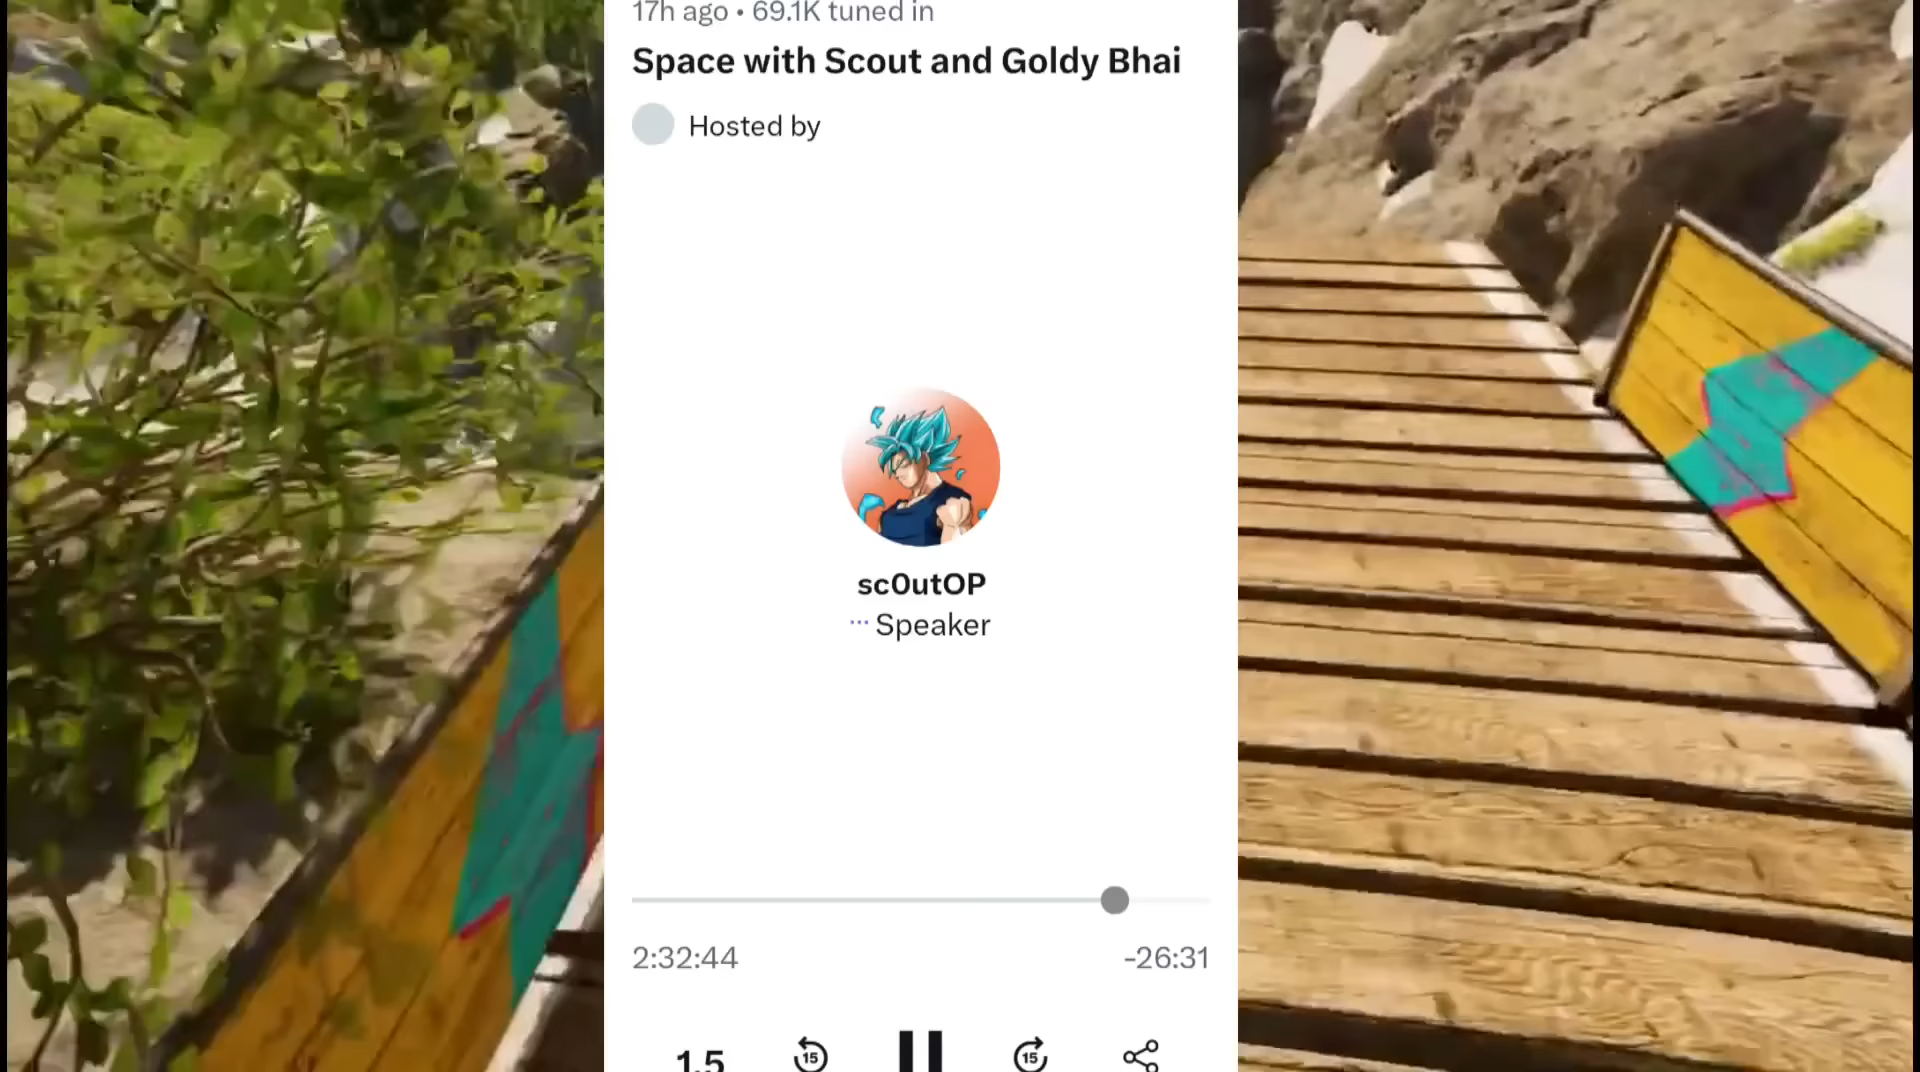 17h ago • 69.1K tuned in
Space with Scout and Goldy Bhai
Hosted by
sc0utOP
Speaker
2:32:44
-26:31
1.5
15
15